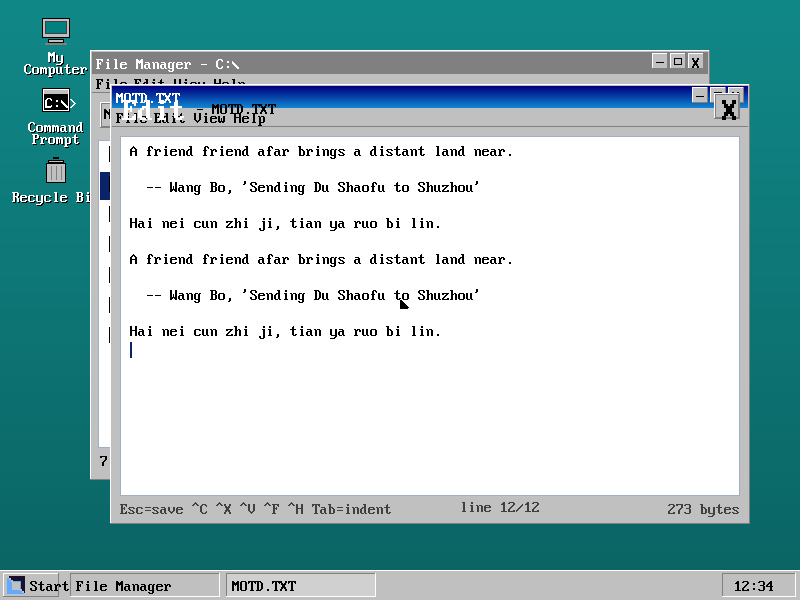 My
Computer
Command
Prompt
Recycle Bi
File Manager - C:\
File Edit View Help
MOTD.TXT
Edit - MOTD.TXT
File Edit View Help
A friend friend afar brings a distant land near.
-- Wang Bo, 'Sending Du Shaofu to Shuzhou'
Hai nei cun zhi ji, tian ya ruo bi lin.
A friend friend afar brings a distant land near.
-- Wang Bo, 'Sending Du Shaofu to Shuzhou'
Hai nei cun zhi ji, tian ya ruo bi lin.
7
Esc=save ^C ^X ^V ^F ^H Tab=indent
line 12/12
273 bytes
Start
File Manager
MOTD.TXT
12:34